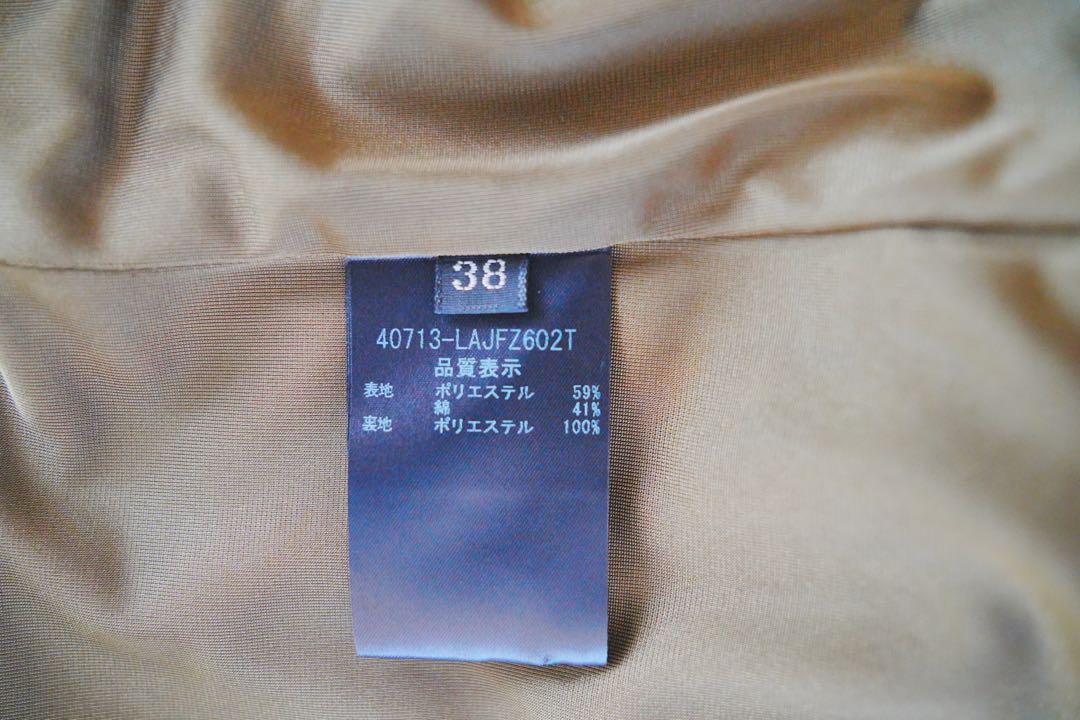 38
40713-LAJFZ602T
品質表示
表地 ポリエステル 59%
綿 41%
裏地 ポリエステル 100%